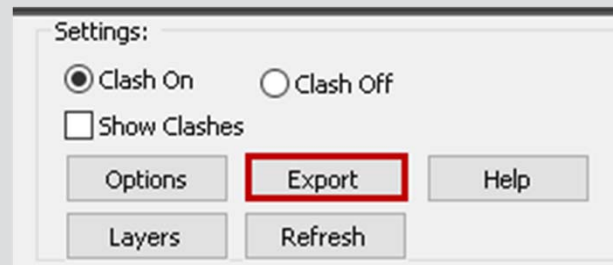 Settings:
Clash On Clash Off
Show Clashes
Options Export Help
Layers Refresh